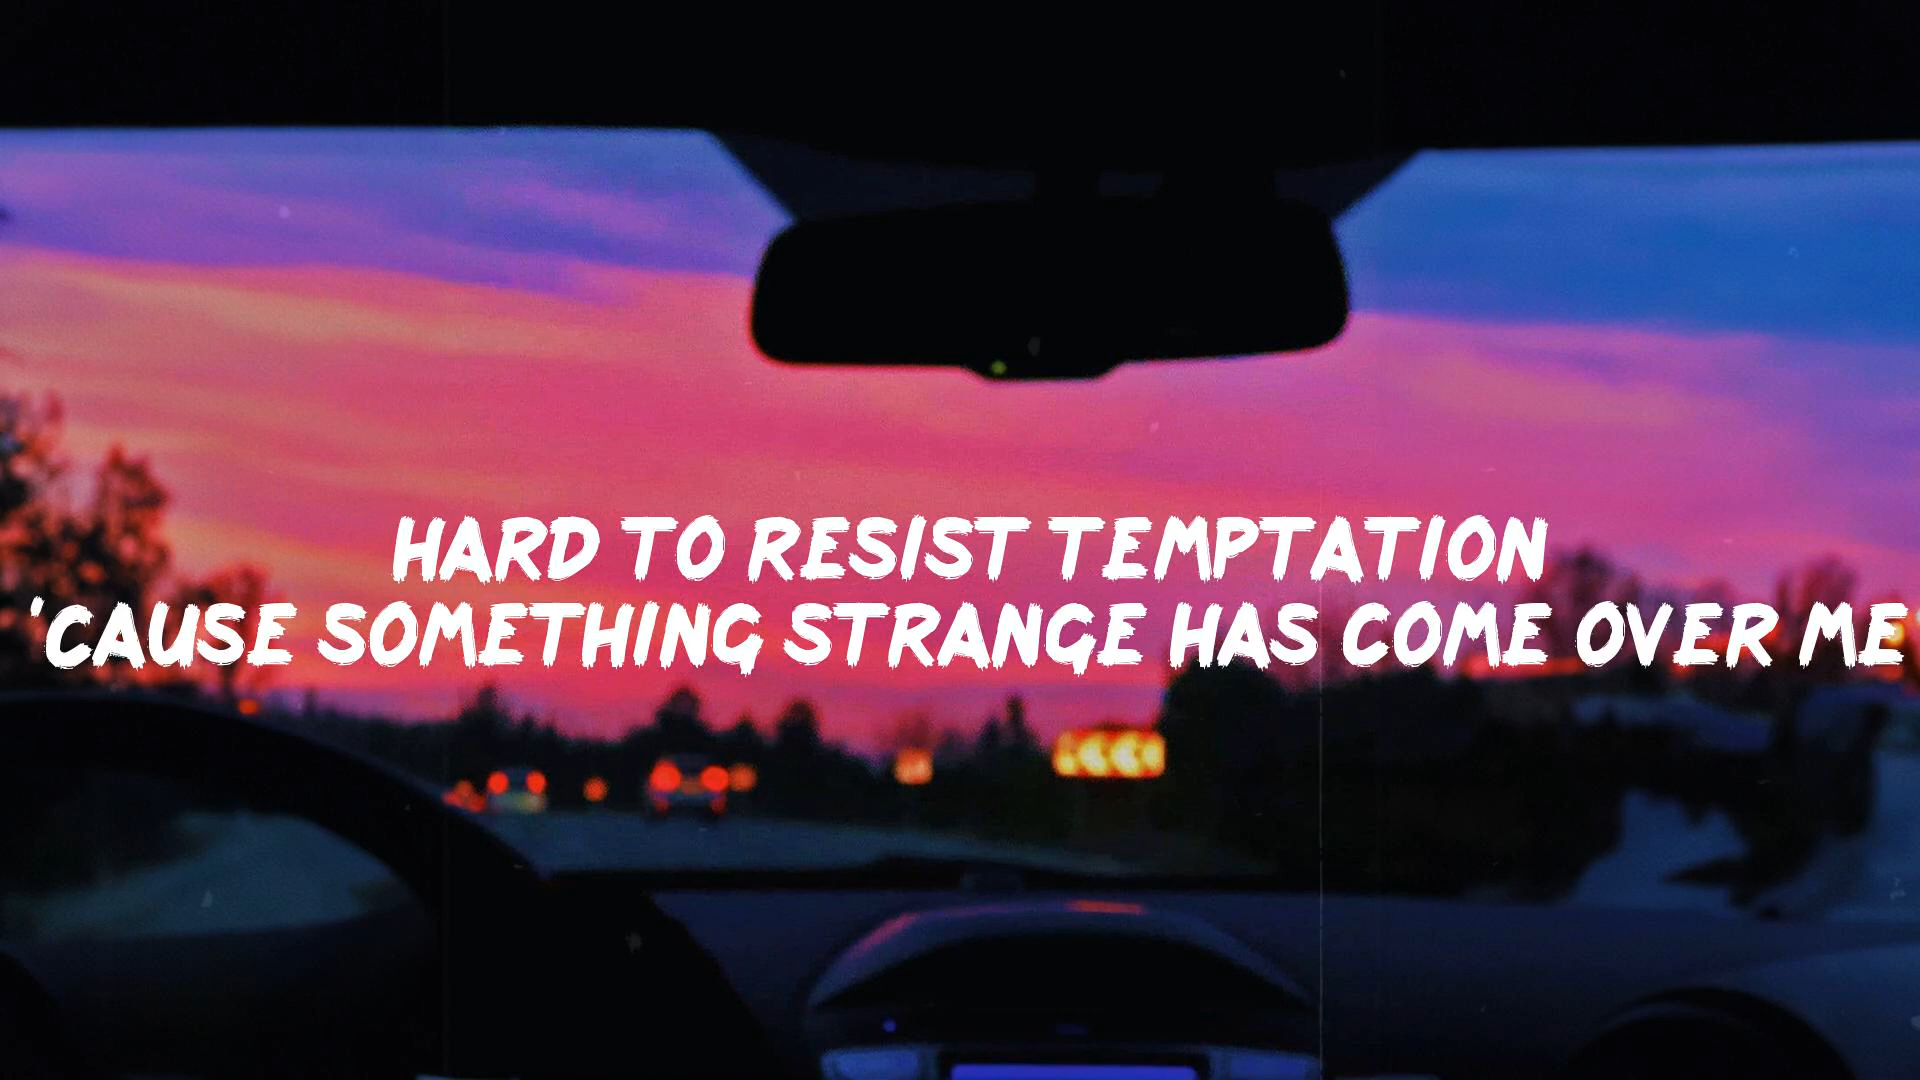 HARD TO RESIST TEMPTATION
'CAUSE SOMETHING STRANGE HAS COME OVER ME